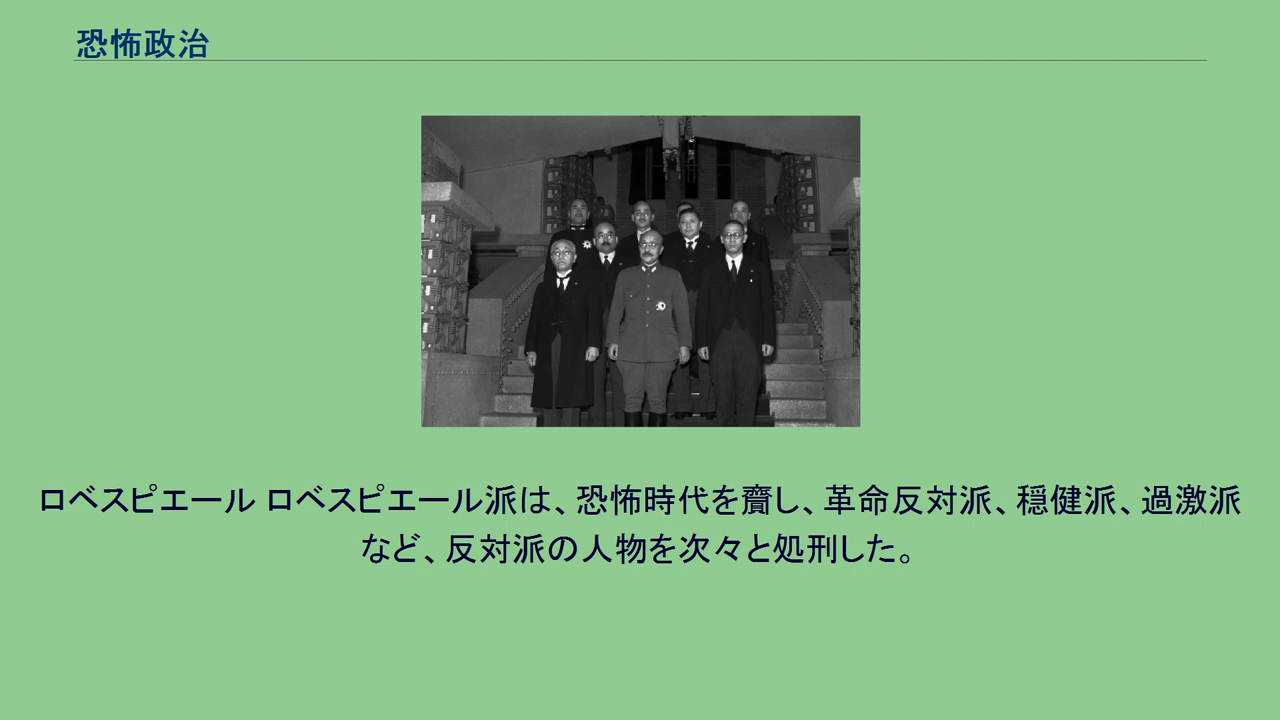 恐怖政治
ロベスピエール ロベスピエール派は、恐怖時代を齎し、革命反対派、穏健派、過激派
など、反対派の人物を次々と処刑した。